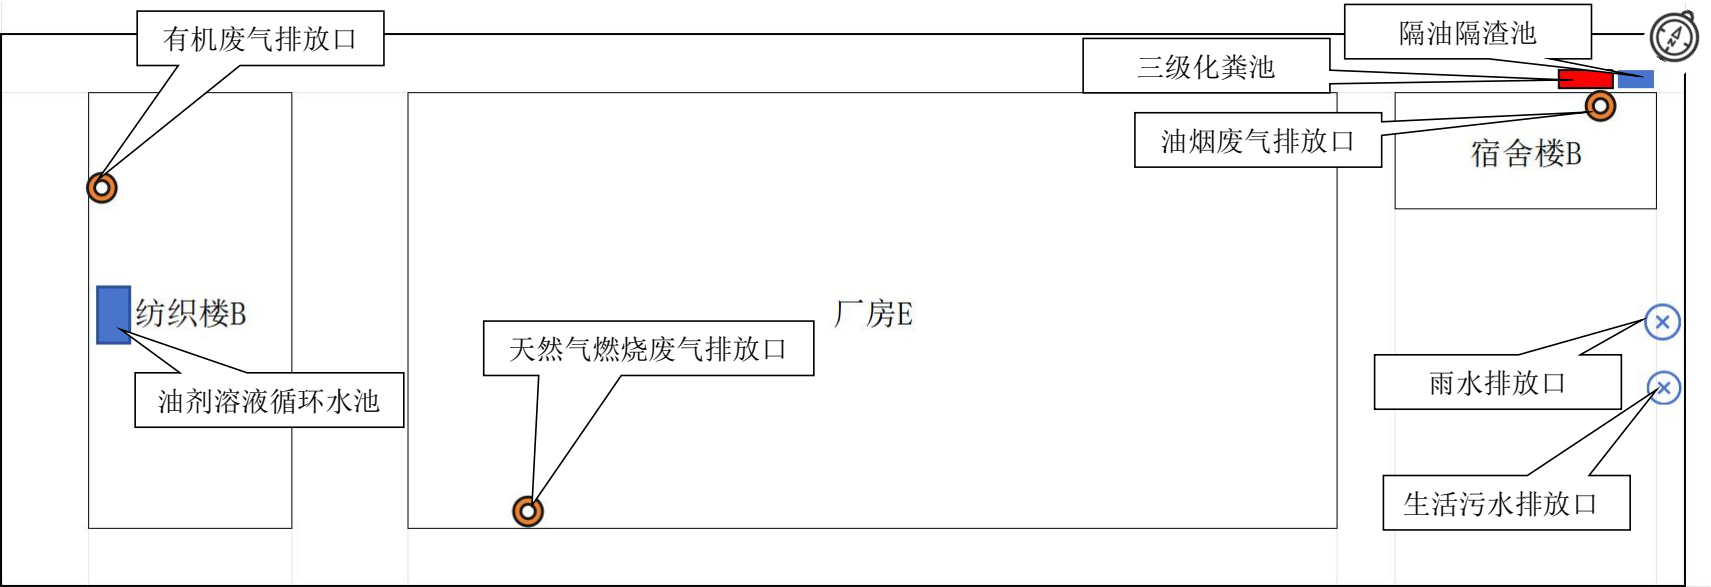 有机废气排放口
隔油隔渣池
三级化粪池
油烟废气排放口
宿舍楼B
纺织楼B
厂房E
天然气燃烧废气排放口
油剂溶液循环水池
雨水排放口
生活污水排放口
N